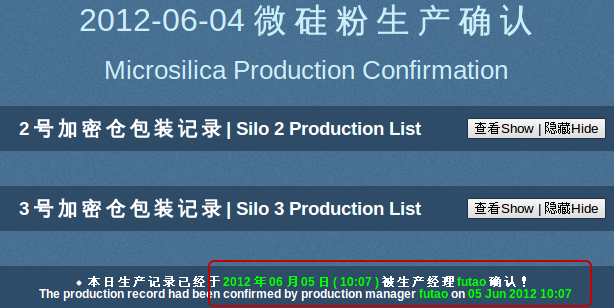 2012-06-04 微硅粉生产确认
Microsilica Production Confirmation
2号加密仓包装记录 | Silo 2 Production List
查看Show | 隐藏Hide
3号加密仓包装记录 | Silo 3 Production List
查看Show | 隐藏Hide
● 本日生产记录已经于 2012 年 06 月 05 日 ( 10:07 ) 被生产经理 futao 确认！
The production record had been confirmed by production manager futao on 05 Jun 2012 10:07